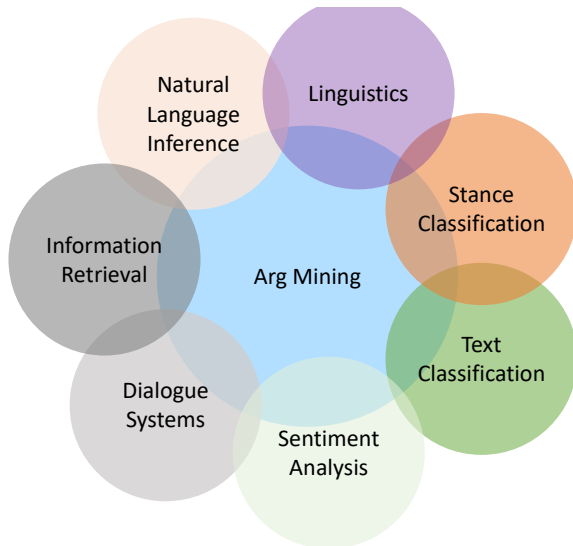 Natural
Language
Inference
Linguistics
Stance
Classification
Information
Retrieval
Arg Mining
Text
Classification
Dialogue
Systems
Sentiment
Analysis